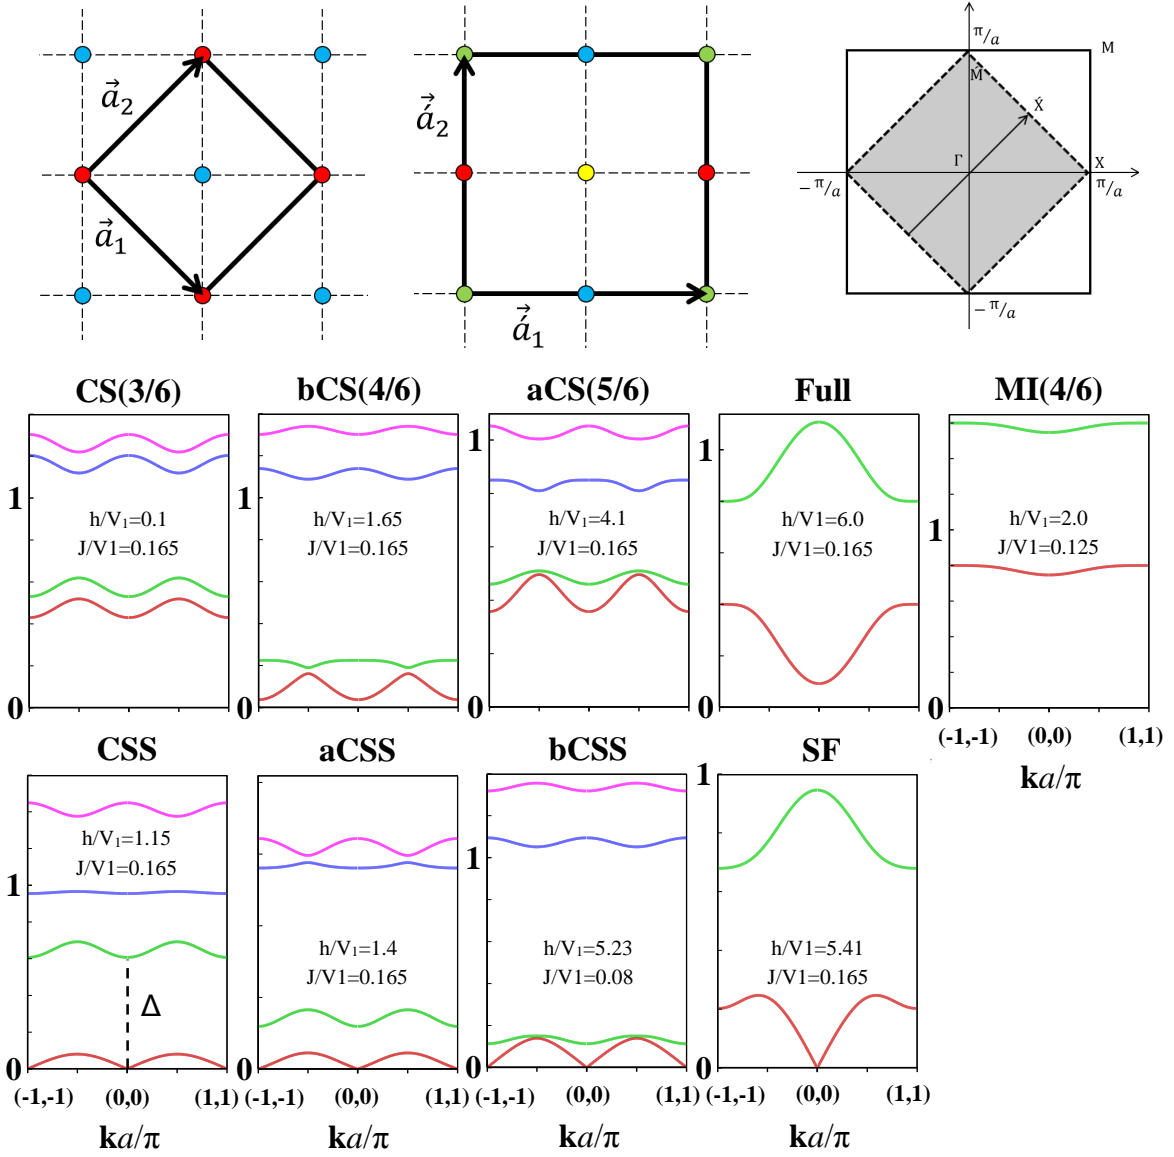 π/a
M
Ḿ
a⃗₂
a⃗́₂
X́
Γ
X
−π/a
π/a
a⃗₁
a⃗́₁
−π/a
CS(3/6) bCS(4/6) aCS(5/6) Full MI(4/6)
1 1 1 1 1
h/V₁=0.1 h/V₁=1.65 h/V₁=4.1 h/V1=6.0 h/V₁=2.0
J/V1=0.165 J/V1=0.165 J/V1=0.165 J/V1=0.165 J/V1=0.125
0 0 0 0 0
(-1,-1) (0,0) (1,1)
ka/π
CSS aCSS bCSS SF
1 1 1 1
h/V₁=1.15 h/V₁=1.4 h/V₁=5.23 h/V1=5.41
J/V1=0.165 J/V1=0.165 J/V1=0.08 J/V1=0.165
Δ
0 0 0 0
(-1,-1) (0,0) (1,1) (-1,-1) (0,0) (1,1) (-1,-1) (0,0) (1,1) (-1,-1) (0,0) (1,1)
ka/π ka/π ka/π ka/π